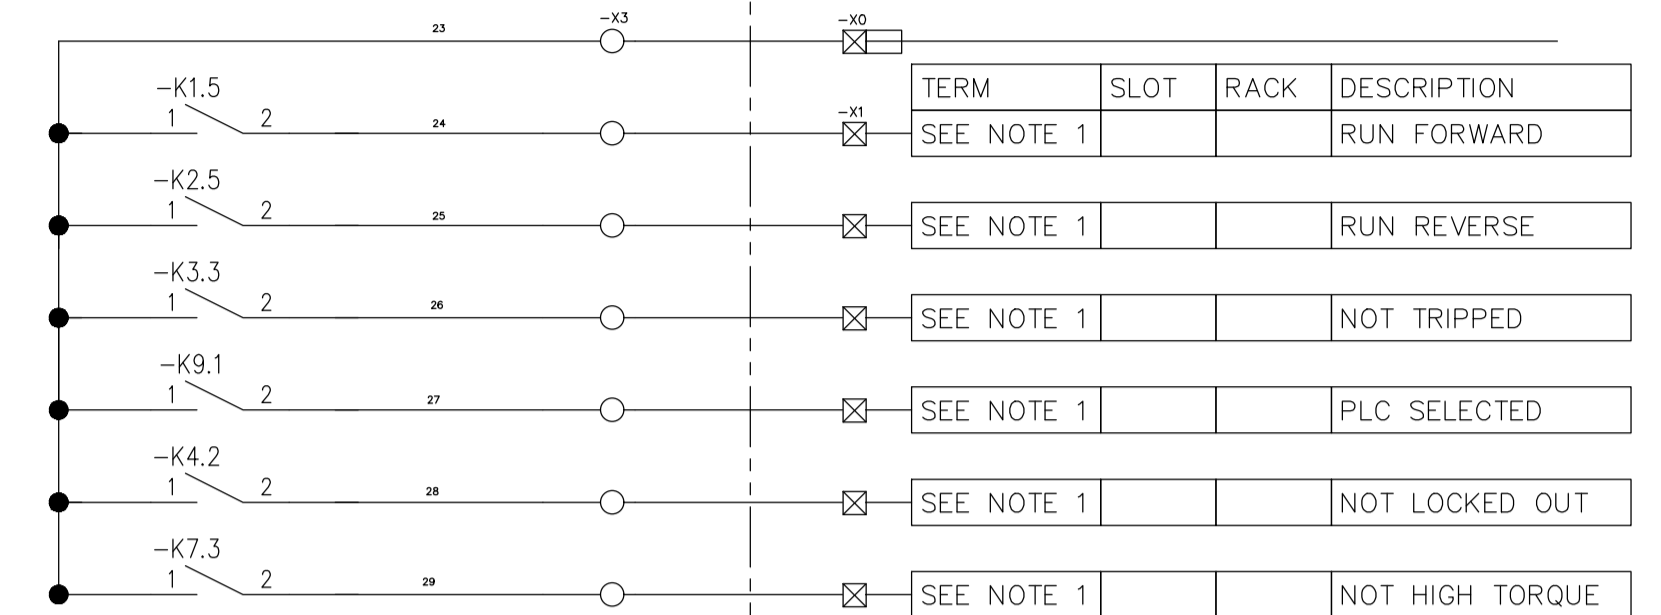 23 -X3 -X0
TERM SLOT RACK DESCRIPTION
-K1.5
1 2 24 -X1 SEE NOTE 1 RUN FORWARD
-K2.5
1 2 25 SEE NOTE 1 RUN REVERSE
-K3.3
1 2 26 SEE NOTE 1 NOT TRIPPED
-K9.1
1 2 27 SEE NOTE 1 PLC SELECTED
-K4.2
1 2 28 SEE NOTE 1 NOT LOCKED OUT
-K7.3
1 2 29 SEE NOTE 1 NOT HIGH TORQUE